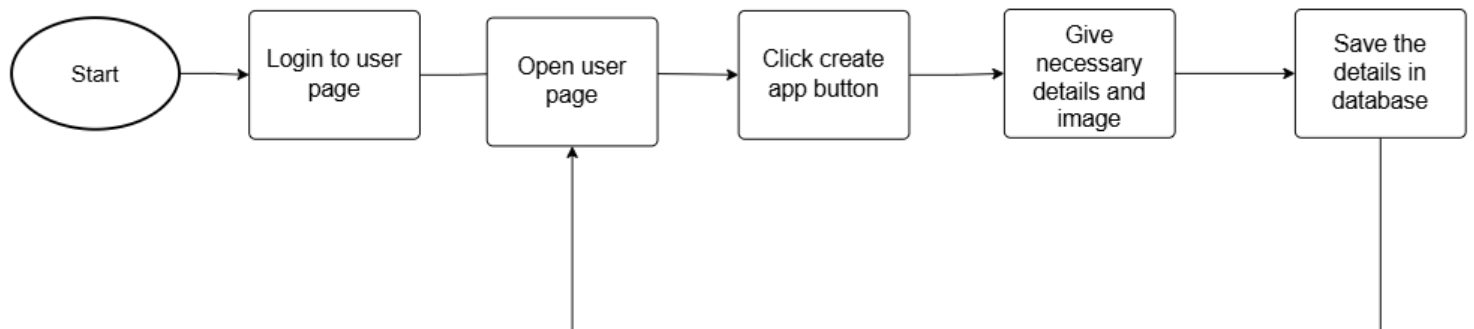 Start
Login to user
page
Open user
page
Click create
app button
Give
necessary
details and
image
Save the
details in
database